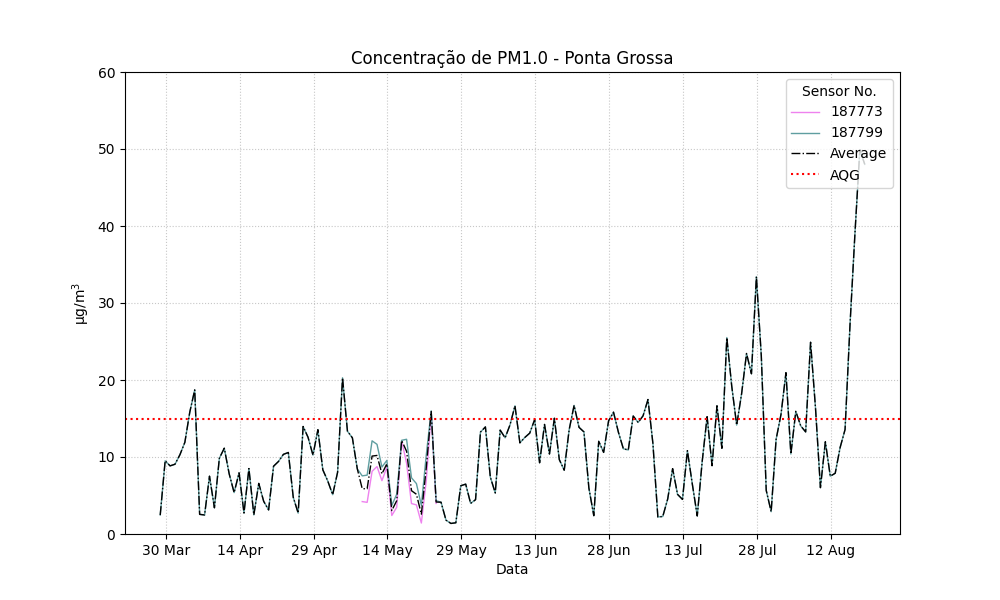 Concentração de PM1.0 - Ponta Grossa
Sensor No.
187773
187799
Average
AQG
60
50
40
30
20
10
0
µg/m³
30 Mar
14 Apr
29 Apr
14 May
29 May
13 Jun
28 Jun
13 Jul
28 Jul
12 Aug
Data